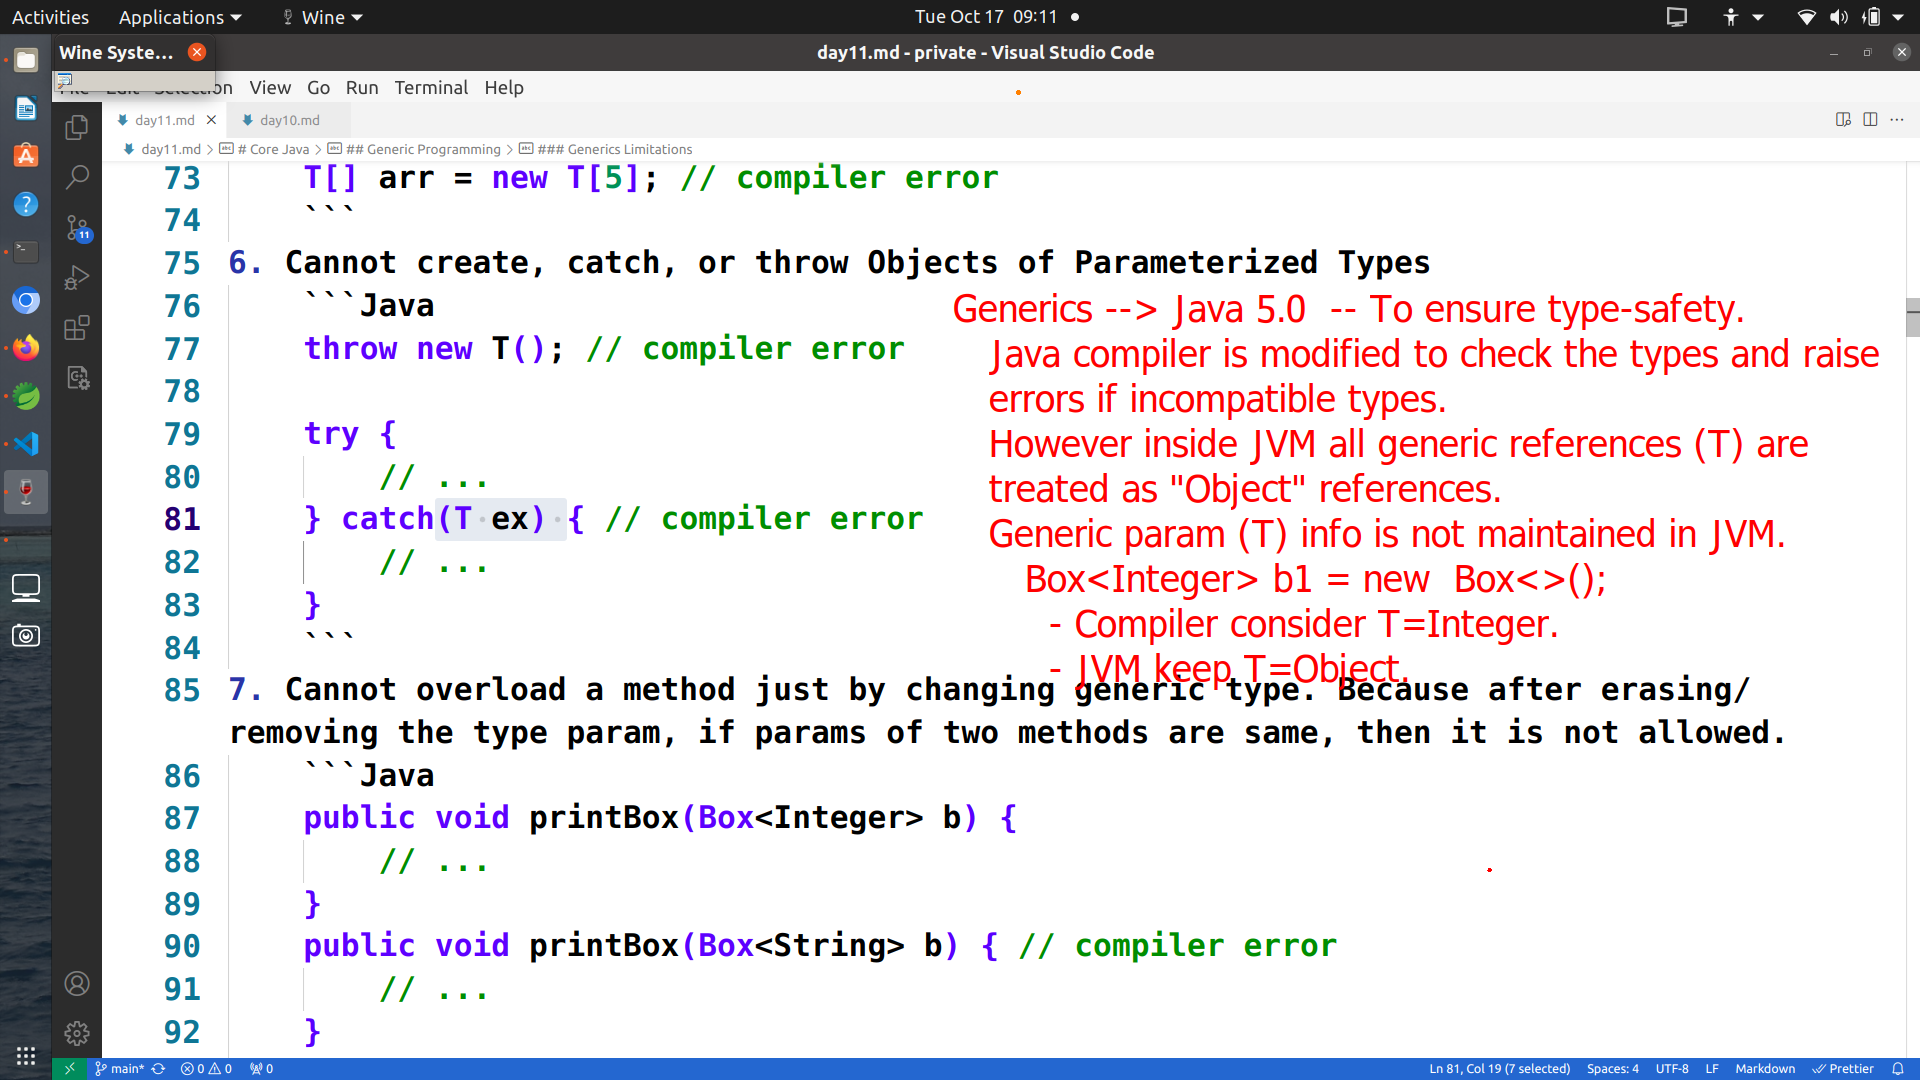 Activities Applications Wine Tue Oct 17 09:11
Wine Syste... day11.md - private - Visual Studio Code
View Go Run Terminal Help
day11.md day10.md
day11.md > # Core Java > ## Generic Programming > ### Generics Limitations
73 T[] arr = new T[5]; // compiler error
74 ```
75 6. Cannot create, catch, or throw Objects of Parameterized Types
76 ```Java
77 throw new T(); // compiler error
78
79 try {
80 // ...
81 } catch(T ex) { // compiler error
82 // ...
83 }
84 ```
Generics --> Java 5.0 -- To ensure type-safety.
Java compiler is modified to check the types and raise
errors if incompatible types.
However inside JVM all generic references (T) are
treated as "Object" references.
Generic param (T) info is not maintained in JVM.
Box<Integer> b1 = new Box<>();
- Compiler consider T=Integer.
- JVM keep T=Object.
85 7. Cannot overload a method just by changing generic type. Because after erasing/
removing the type param, if params of two methods are same, then it is not allowed.
86 ```Java
87 public void printBox(Box<Integer> b) {
88 // ...
89 }
90 public void printBox(Box<String> b) { // compiler error
91 // ...
92 }
11
main* 0 0 0 Ln 81, Col 19 (7 selected) Spaces: 4 UTF-8 LF Markdown Prettier